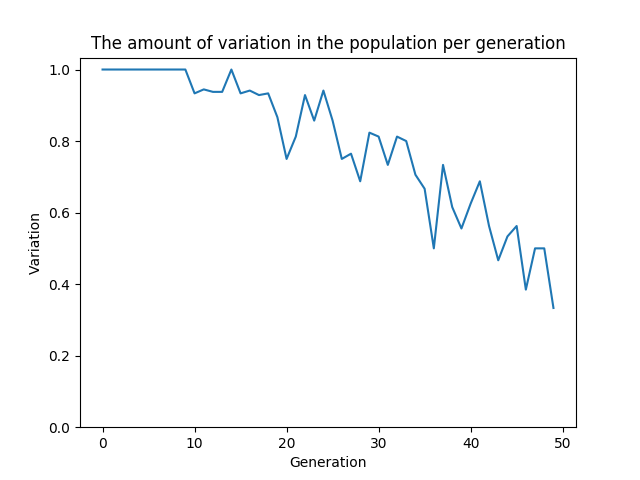 The amount of variation in the population per generation
1.0
0.8
0.6
0.4
0.2
0.0
Variation
0 10 20 30 40 50
Generation